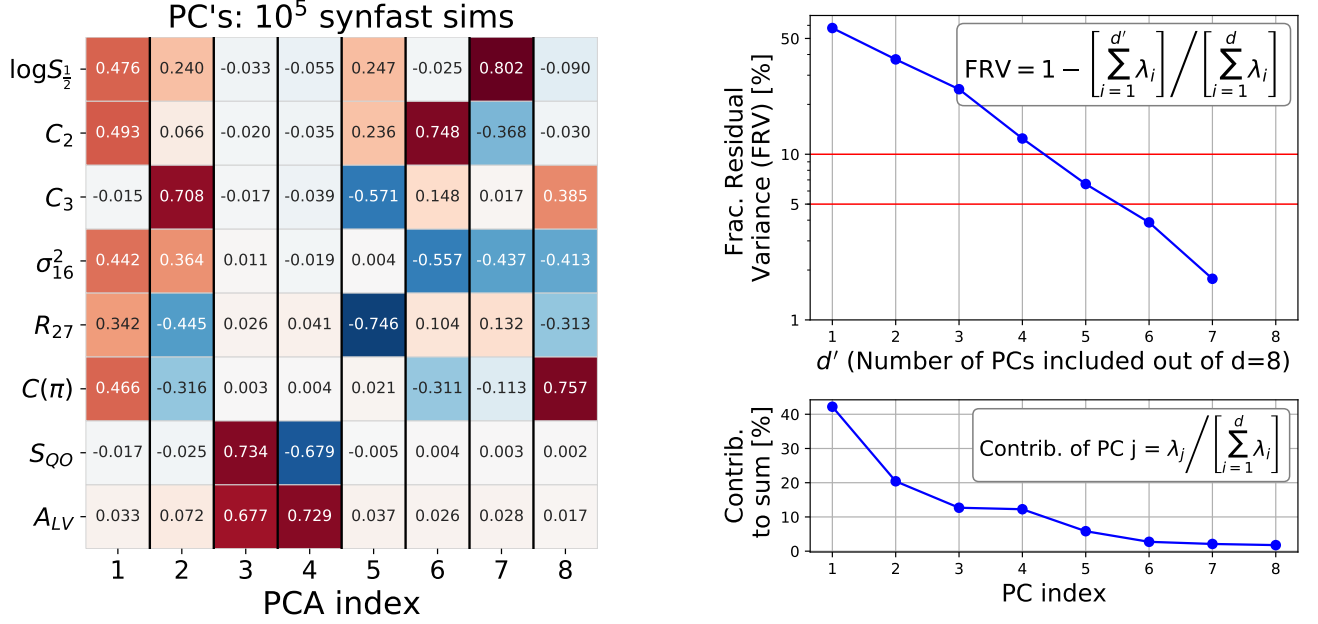 PC's: 10^5 synfast sims
logS_{1/2} 0.476 0.240 -0.033 -0.055 0.247 -0.025 0.802 -0.090
C_2 0.493 0.066 -0.020 -0.035 0.236 0.748 -0.368 -0.030
C_3 -0.015 0.708 -0.017 -0.039 -0.571 0.148 0.017 0.385
σ^2_{16} 0.442 0.364 0.011 -0.019 0.004 -0.557 -0.437 -0.413
R_{27} 0.342 -0.445 0.026 0.041 -0.746 0.104 0.132 -0.313
C(π) 0.466 -0.316 0.003 0.004 0.021 -0.311 -0.113 0.757
S_{QO} -0.017 -0.025 0.734 -0.679 -0.005 0.004 0.003 0.002
A_{LV} 0.033 0.072 0.677 0.729 0.037 0.026 0.028 0.017
1 2 3 4 5 6 7 8
PCA index
Frac. Residual
Variance (FRV) [%]
50
10
5
1
FRV = 1 − [∑_{i=1}^{d′} λ_i] / [∑_{i=1}^{d} λ_i]
1 2 3 4 5 6 7 8
d′ (Number of PCs included out of d=8)
Contrib.
to sum [%]
40
30
20
10
0
Contrib. of PC j = λ_j / [∑_{i=1}^{d} λ_i]
1 2 3 4 5 6 7 8
PC index